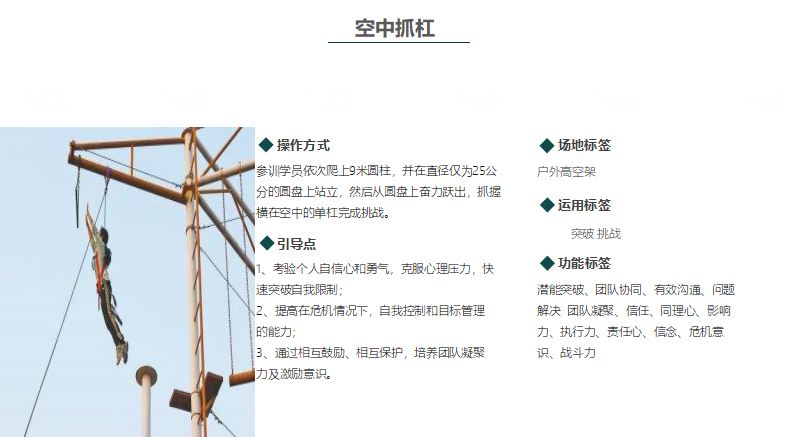 空中抓杠
操作方式
参训学员依次爬上9米圆柱，并在直径仅为25公
分的圆盘上站立，然后从圆盘上奋力跃出，抓握
横在空中的单杠完成挑战。
引导点
1、考验个人自信心和勇气，克服心理压力，快
速突破自我限制；
2、提高在危机情况下，自我控制和目标管理
的能力；
3、通过相互鼓励、相互保护，培养团队凝聚
力及激励意识。
场地标签
户外高空架
运用标签
突破 挑战
功能标签
潜能突破、团队协同、有效沟通、问题
解决 团队凝聚、信任、同理心、影响
力、执行力、责任心、信念、危机意
识、战斗力